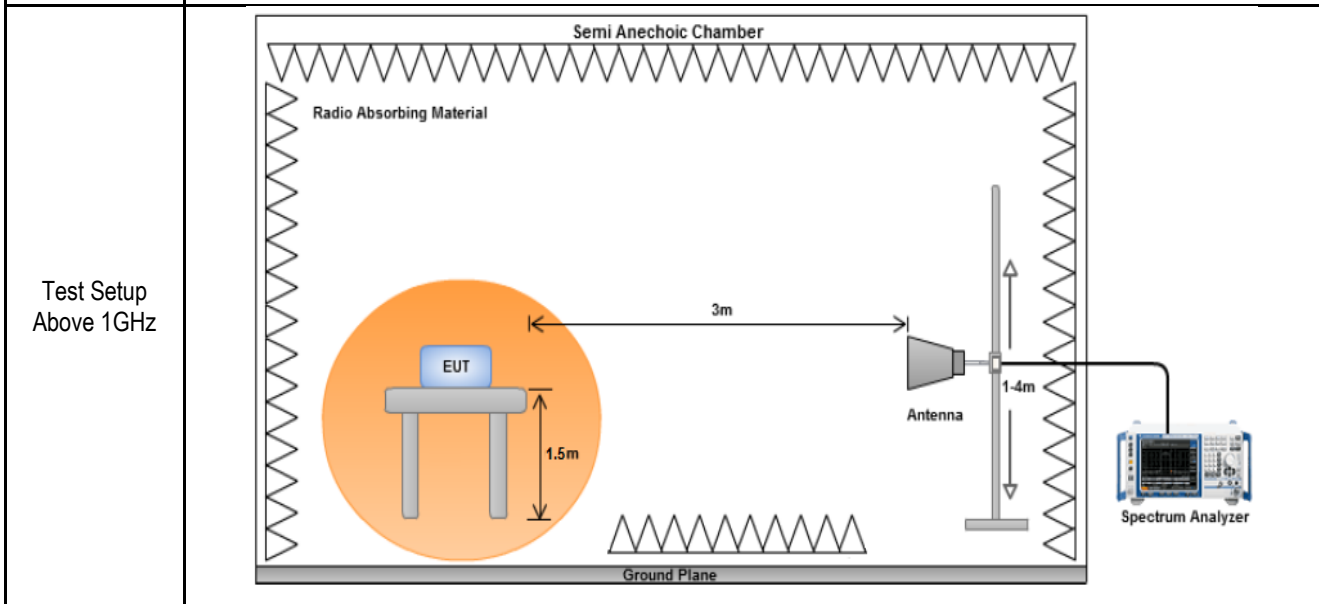 Semi Anechoic Chamber
Radio Absorbing Material
Test Setup
Above 1GHz
3m
EUT
1-4m
Antenna
1.5m
Spectrum Analyzer
Ground Plane